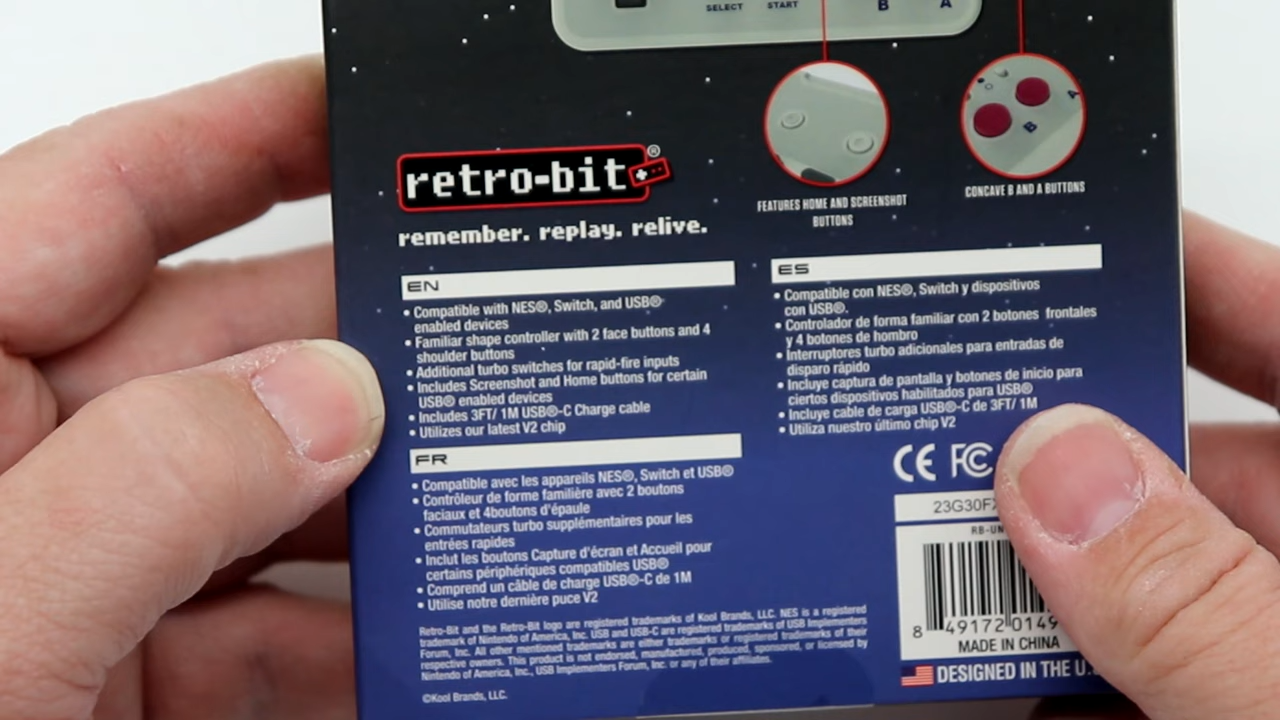 SELECT START B A
A
B
FEATURES HOME AND SCREENSHOT
BUTTONS
CONCAVE B AND A BUTTONS
retro-bit®
remember. replay. relive.
EN
• Compatible with NES®, Switch, and USB®
enabled devices
• Familiar shape controller with 2 face buttons and 4
shoulder buttons
• Additional turbo switches for rapid-fire inputs
• Includes Screenshot and Home buttons for certain
USB® enabled devices
• Includes 3FT/ 1M USB®-C Charge cable
• Utilizes our latest V2 chip
ES
• Compatible con NES®, Switch y dispositivos
con USB®.
• Controlador de forma familiar con 2 botones frontales
y 4 botones de hombro
• Interruptores turbo adicionales para entradas de
disparo rápido
• Incluye captura de pantalla y botones de inicio para
ciertos dispositivos habilitados para USB®
• Incluye cable de carga USB®-C de 3FT/ 1M
• Utiliza nuestro último chip V2
FR
• Compatible avec les appareils NES®, Switch et USB®
• Contrôleur de forme familière avec 2 boutons
faciaux et 4boutons d'épaule
• Commutateurs turbo supplémentaires pour les
entrées rapides
• Inclut les boutons Capture d'écran et Accueil pour
certains périphériques compatibles USB®
• Comprend un câble de charge USB®-C de 1M
• Utilise notre dernière puce V2
Retro-Bit and the Retro-Bit logo are registered trademarks of Kool Brands, LLC. NES is a registered
trademark of Nintendo of America, Inc. USB and USB-C are registered trademarks of USB Implementers
Forum, Inc. All other mentioned trademarks are either trademarks or registered trademarks of their
respective owners. This product is not endorsed, manufactured, produced, sponsored, or licensed by
Nintendo of America, Inc., USB Implementers Forum, Inc. or any of their affiliates.
©Kool Brands, LLC.
CE FC
23G30F
RB-UN
8 49172 0149
MADE IN CHINA
DESIGNED IN THE U.S